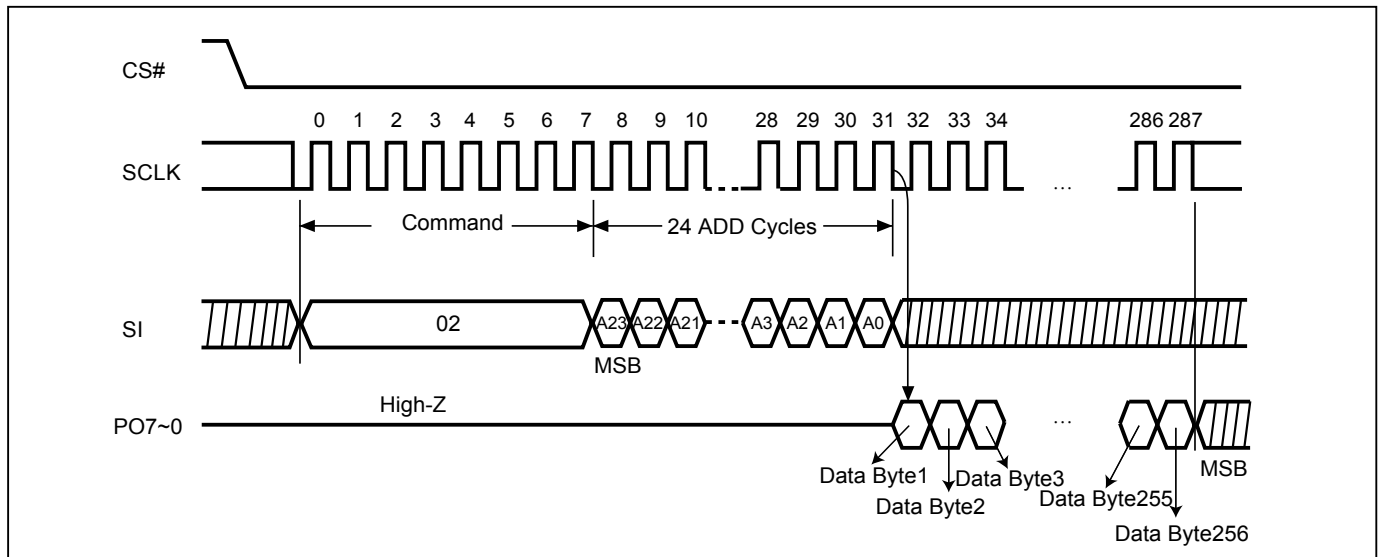 CS#
0 1 2 3 4 5 6 7 8 9 10 28 29 30 31 32 33 34 286 287
SCLK
...
Command
24 ADD Cycles
SI
02
A23 A22 A21 A3 A2 A1 A0
MSB
High-Z
PO7~0
...
Data Byte1
Data Byte2
Data Byte3
Data Byte255
Data Byte256
MSB